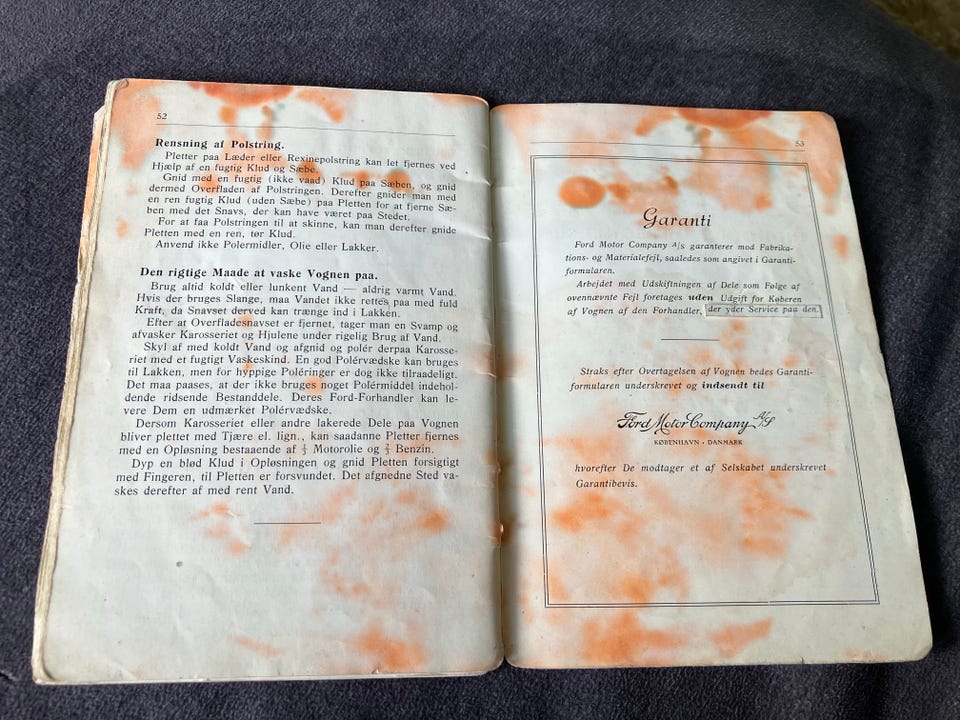 52
Rensning af Polstring.
Pletter paa Læder eller Rexinepolstring kan let fjernes ved
Hjælp af en fugtig Klud og Sæbe.
Gnid med en fugtig (ikke vaad) Klud paa Sæben, og gnid
dermed Overfladen af Polstringen. Derefter gnider man med
en ren fugtig Klud (uden Sæbe) paa Pletten for at fjerne Sæ-
ben med det Snavs, der kan have været paa Stedet.
For at faa Polstringen til at skinne, kan man derefter gnide
Pletten med en ren, tør Klud.
Anvend ikke Polermidler, Olie eller Lakker.
Den rigtige Maade at vaske Vognen paa.
Brug altid koldt eller lunkent Vand — aldrig varmt Vand.
Hvis der bruges Slange, maa Vandet ikke rettes paa med fuld
Kraft, da Snavset derved kan trænge ind i Lakken.
Efter at Overfladesnavset er fjernet, tager man en Svamp og
afvasker Karosseriet og Hjulene under rigelig Brug af Vand.
Skyl af med koldt Vand og afgnid og polér derpaa Karosse-
riet med et fugtigt Vaskeskind. En god Polérvædske kan bruges
til Lakken, men for hyppige Poléringer er dog ikke tilraadeligt.
Det maa paases, at der ikke bruges noget Polérmiddel indehol-
dende ridsende Bestanddele. Deres Ford-Forhandler kan le-
vere Dem en udmærket Polérvædske.
Dersom Karosseriet eller andre lakerede Dele paa Vognen
bliver plettet med Tjære el. lign., kan saadanne Pletter fjernes
med en Opløsning bestaaende af ⅓ Motorolie og ⅔ Benzin.
Dyp en blød Klud i Opløsningen og gnid Pletten forsigtigt
med Fingeren, til Pletten er forsvundet. Det afgnedne Sted va-
skes derefter af med rent Vand.
53
Garanti
Ford Motor Company A/s garanterer mod Fabrika-
tions- og Materialefejl, saaledes som angivet i Garanti-
formularen.
Arbejdet med Udskiftningen af Dele som Følge af
ovennævnte Fejl foretages uden Udgift for Køberen
af Vognen af den Forhandler, der yder Service paa den.
Straks efter Overtagelsen af Vognen bedes Garanti-
formularen underskrevet og indsendt til
Ford Motor Company A/S
KØBENHAVN · DANMARK
hvorefter De modtager et af Selskabet underskrevet
Garantibevis.